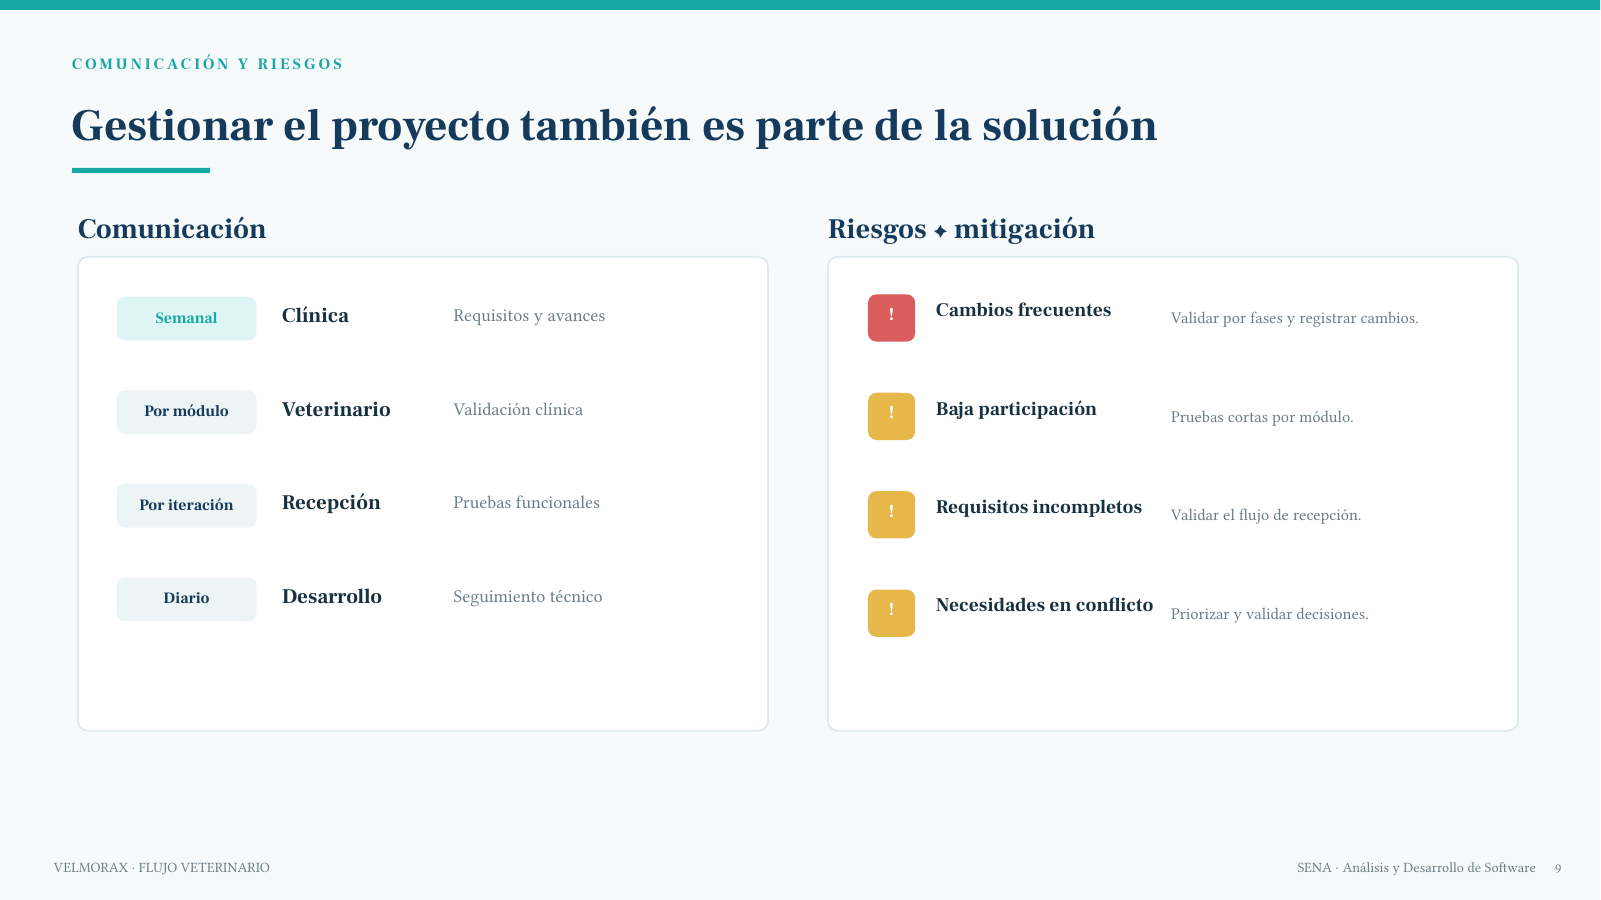 COMUNICACIÓN Y RIESGOS
Gestionar el proyecto también es parte de la solución
Comunicación
Semanal Clínica Requisitos y avances
Por módulo Veterinario Validación clínica
Por iteración Recepción Pruebas funcionales
Diario Desarrollo Seguimiento técnico
Riesgos ✦ mitigación
! Cambios frecuentes Validar por fases y registrar cambios.
! Baja participación Pruebas cortas por módulo.
! Requisitos incompletos Validar el flujo de recepción.
! Necesidades en conflicto Priorizar y validar decisiones.
VELMORAX · FLUJO VETERINARIO
SENA · Análisis y Desarrollo de Software 9